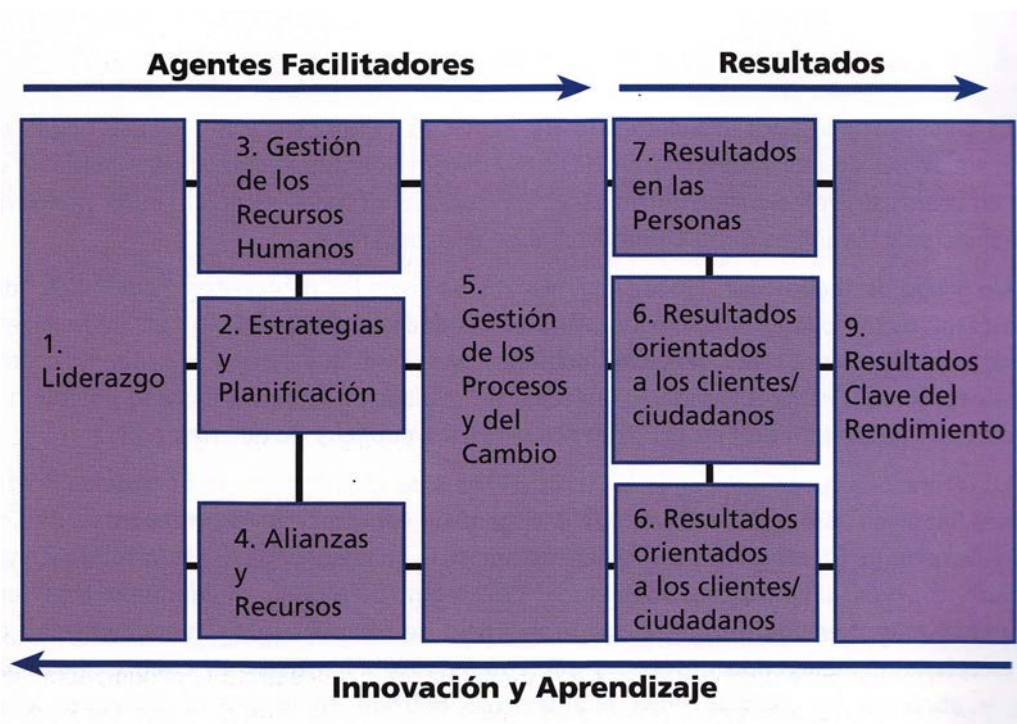 Agentes Facilitadores
Resultados
1.
Liderazgo
3. Gestión
de los
Recursos
Humanos
2. Estrategias
y
Planificación
4. Alianzas
y
Recursos
5.
Gestión
de los
Procesos
y del
Cambio
7. Resultados
en las
Personas
6. Resultados
orientados
a los clientes/
ciudadanos
6. Resultados
orientados
a los clientes/
ciudadanos
9.
Resultados
Clave del
Rendimiento
Innovación y Aprendizaje